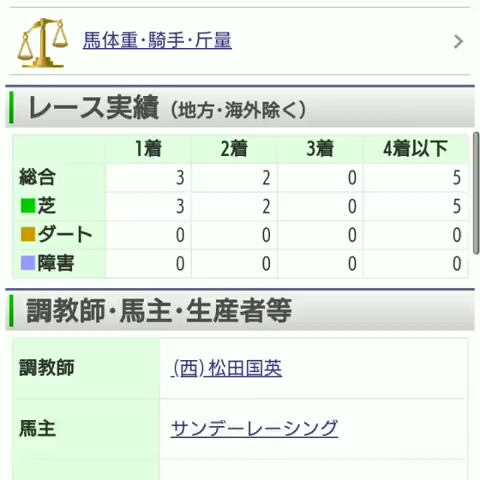 馬体重・騎手・斤量
レース実績（地方・海外除く）
1着 2着 3着 4着以下
総合 3 2 0 5
芝 3 2 0 5
ダート 0 0 0 0
障害 0 0 0 0
調教師・馬主・生産者等
調教師 (西)松田国英
馬主 サンデーレーシング